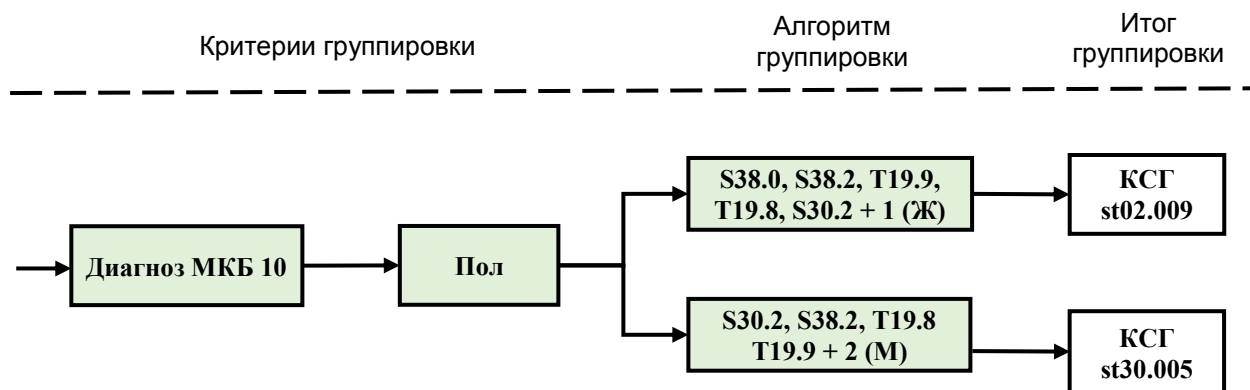 Критерии группировки
Алгоритм
группировки
Итог
группировки
Диагноз МКБ 10
Пол
S38.0, S38.2, T19.9,
T19.8, S30.2 + 1 (Ж)
КСГ
st02.009
S30.2, S38.2, T19.8
T19.9 + 2 (М)
КСГ
st30.005